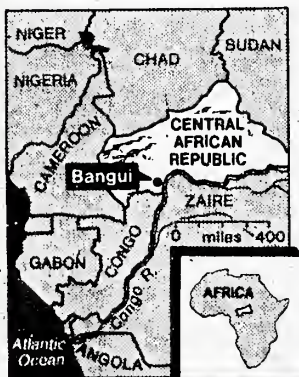 NIGER
CHAD
SUDAN
NIGERIA
CENTRAL
AFRICAN
REPUBLIC
CAMEROON
Bangui
ZAIRE
0 miles 400
GABON
CONGO
Congo R.
AFRICA
Atlantic
Ocean
ANGOLA